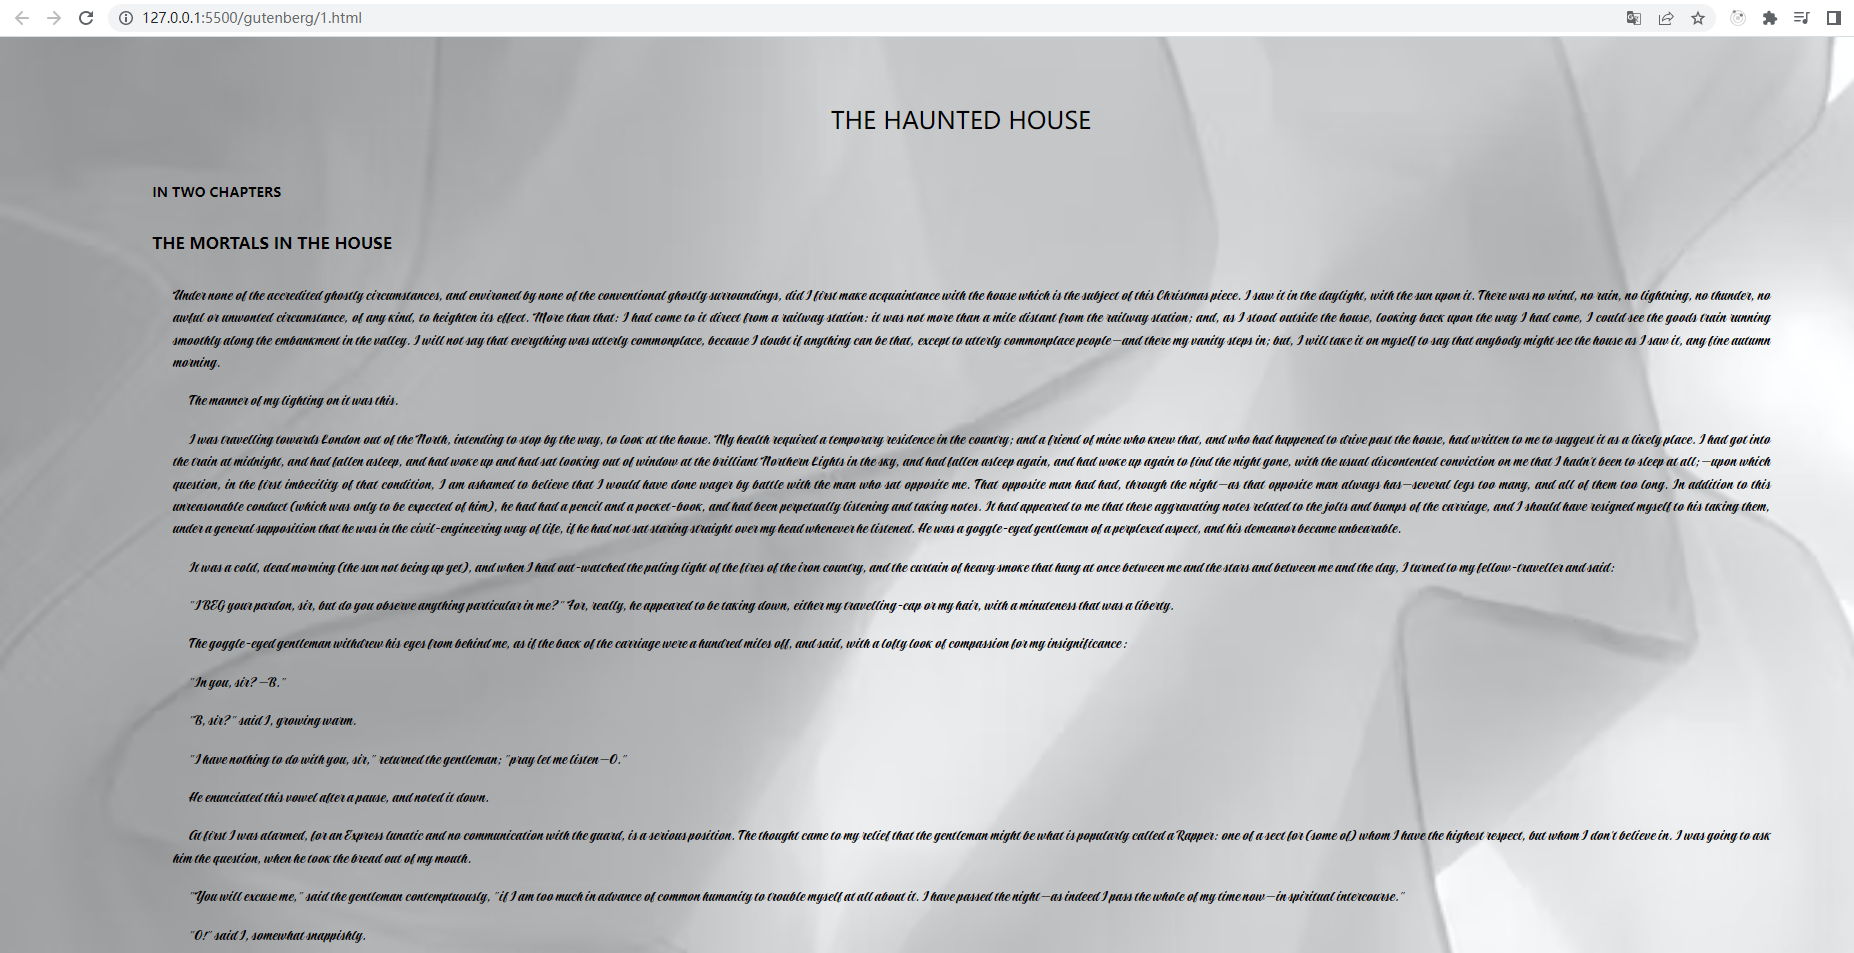 127.0.0.1:5500/gutenberg/1.html
THE HAUNTED HOUSE
IN TWO CHAPTERS
THE MORTALS IN THE HOUSE
Under none of the accredited ghostly circumstances, and environed by none of the conventional ghostly surroundings, did I first make acquaintance with the house which is the subject of this Christmas piece. I saw it in the daylight, with the sun upon it. There was no wind, no rain, no lightning, no thunder, no
awful or unwonted circumstance, of any kind, to heighten its effect. More than that: I had come to it direct from a railway station: it was not more than a mile distant from the railway station; and, as I stood outside the house, looking back upon the way I had come, I could see the goods train running
smoothly along the embankment in the valley. I will not say that everything was utterly commonplace, because I doubt if anything can be that, except to utterly commonplace people—and there my vanity steps in; but, I will take it on myself to say that anybody might see the house as I saw it, any fine autumn
morning.
The manner of my lighting on it was this.
I was travelling towards London out of the North, intending to stop by the way, to look at the house. My health required a temporary residence in the country; and a friend of mine who knew that, and who had happened to drive past the house, had written to me to suggest it as a likely place. I had got into
the train at midnight, and had fallen asleep, and had woke up and had sat looking out of window at the brilliant Northern Lights in the sky, and had fallen asleep again, and had woke up again to find the night gone, with the usual discontented conviction on me that I hadn't been to sleep at all;—upon which
question, in the first imbecility of that condition, I am ashamed to believe that I would have done wager by battle with the man who sat opposite me. That opposite man had had, through the night—as that opposite man always has—several legs too many, and all of them too long. In addition to this
unreasonable conduct (which was only to be expected of him), he had had a pencil and a pocket-book, and had been perpetually listening and taking notes. It had appeared to me that these aggravating notes related to the jolts and bumps of the carriage, and I should have resigned myself to his taking them,
under a general supposition that he was in the civil-engineering way of life, if he had not sat staring straight over my head whenever he listened. He was a goggle-eyed gentleman of a perplexed aspect, and his demeanor became unbearable.
It was a cold, dead morning (the sun not being up yet), and when I had out-watched the paling light of the fires of the iron country, and the curtain of heavy smoke that hung at once between me and the stars and between me and the day, I turned to my fellow-traveller and said:
"I BEG your pardon, sir, but do you observe anything particular in me?" For, really, he appeared to be taking down, either my travelling-cap or my hair, with a minuteness that was a liberty.
The goggle-eyed gentleman withdrew his eyes from behind me, as if the back of the carriage were a hundred miles off, and said, with a lofty look of compassion for my insignificance:
"In you, sir?—B."
"B, sir?" said I, growing warm.
"I have nothing to do with you, sir," returned the gentleman; "pray let me listen—O."
He enunciated this vowel after a pause, and noted it down.
At first I was alarmed, for an Express lunatic and no communication with the guard, is a serious position. The thought came to my relief that the gentleman might be what is popularly called a Rapper: one of a sect for (some of) whom I have the highest respect, but whom I don't believe in. I was going to ask
him the question, when he took the bread out of my mouth.
"You will excuse me," said the gentleman contemptuously, "if I am too much in advance of common humanity to trouble myself at all about it. I have passed the night—as indeed I pass the whole of my time now—in spiritual intercourse."
"O!" said I, somewhat snappishly.